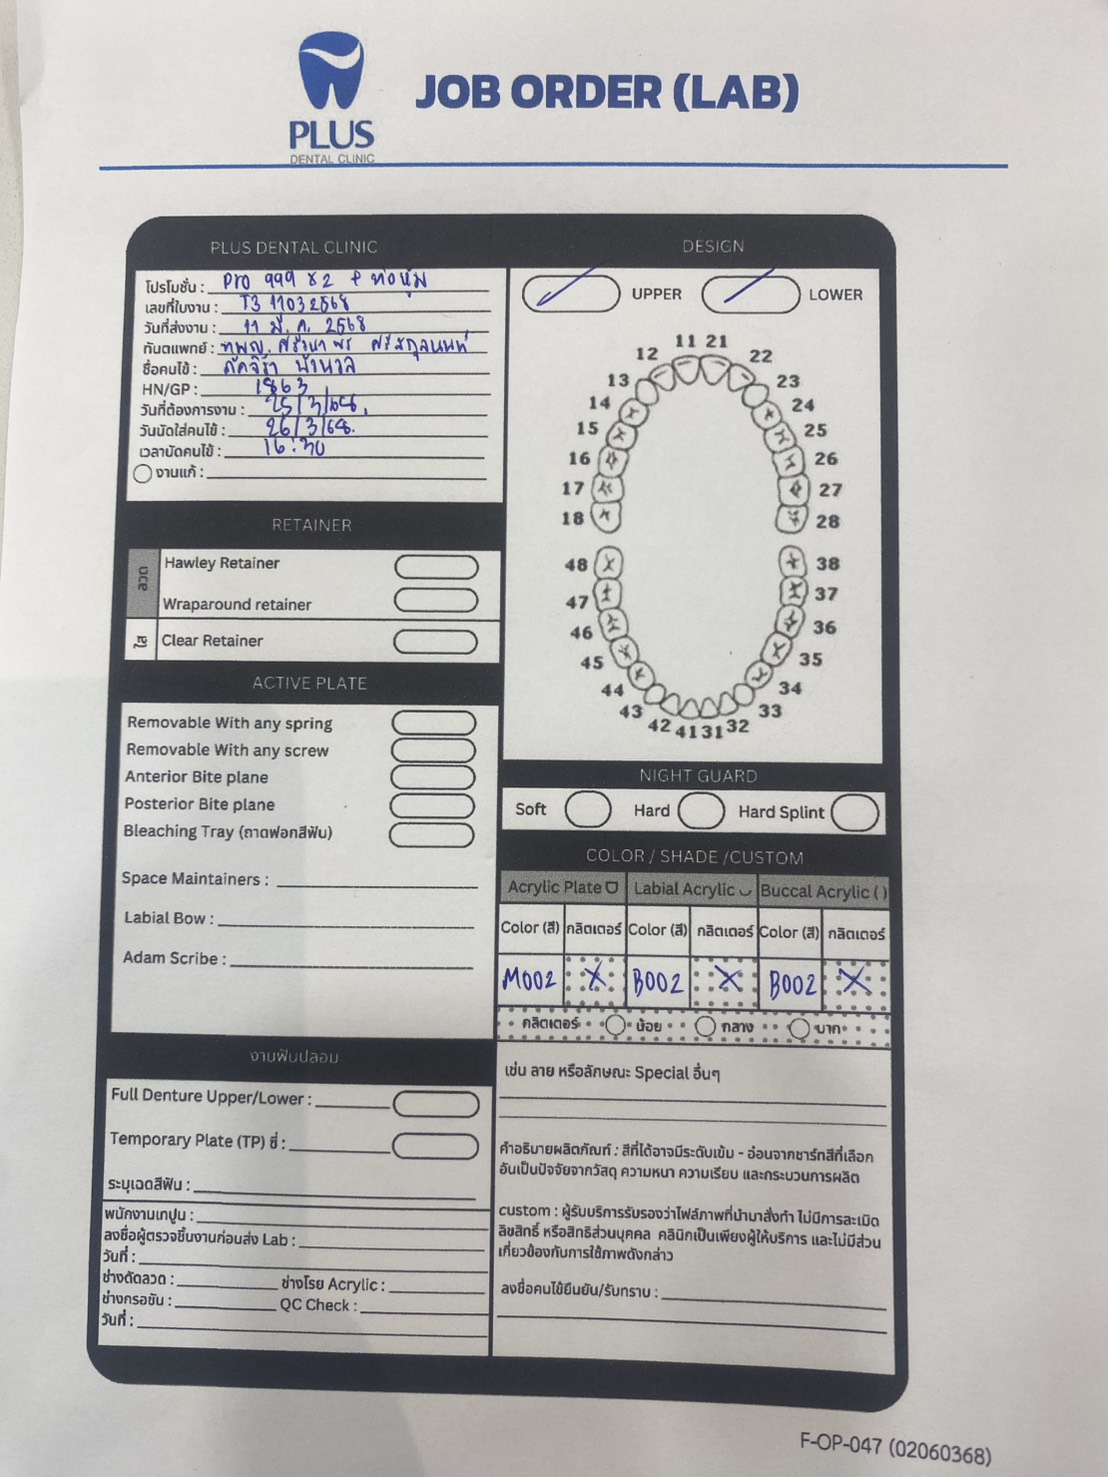 PLUS
DENTAL CLINIC
JOB ORDER (LAB)
PLUS DENTAL CLINIC
โปรโมชั่น : Pro 999 x2 + ท่อหุ้ม
เลขที่ใบงาน : T3 11032568
วันที่ส่งงาน : 11 มี.ค. 2568
ทันตแพทย์ : ทพญ.
ชื่อคนไข้ :
HN/GP : 1863
วันที่ต้องการงาน : 25/3/68.
วันนัดใส่คนไข้ : 26/3/68.
เวลานัดคนไข้ : 16:30
งานแก้ :
RETAINER
ลวด
Hawley Retainer
Wraparound retainer
ใส
Clear Retainer
ACTIVE PLATE
Removable With any spring
Removable With any screw
Anterior Bite plane
Posterior Bite plane
Bleaching Tray (ถาดฟอกสีฟัน)
Space Maintainers :
Labial Bow :
Adam Scribe :
งานฟันปลอม
Full Denture Upper/Lower :
Temporary Plate (TP) ซี่ :
ระบุเฉดสีฟัน :
พนักงานเทปูน :
ลงชื่อผู้ตรวจชิ้นงานก่อนส่ง Lab :
วันที่ :
ช่างดัดลวด : ช่างโรย Acrylic :
ช่างกรอขัน : QC Check :
วันที่ :
DESIGN
UPPER LOWER
11 21
12 22
13 23
14 24
15 25
16 26
17 27
18 28
48 38
47 37
46 36
45 35
44 34
43 33
42 41 31 32
NIGHT GUARD
Soft Hard Hard Splint
COLOR / SHADE /CUSTOM
Acrylic Plate Labial Acrylic Buccal Acrylic ( )
Color (สี) กลิตเตอร์ Color (สี) กลิตเตอร์ Color (สี) กลิตเตอร์
M002 X B002 X B002 X
กลิตเตอร์ น้อย กลาง มาก
เช่น ลาย หรือลักษณะ Special อื่นๆ
คำอธิบายผลิตภัณฑ์ : สีที่ได้อาจมีระดับเข้ม - อ่อนจากชาร์ทสีที่เลือก
อันเป็นปัจจัยจากวัสดุ ความหนา ความเรียบ และกระบวนการผลิต
custom : ผู้รับบริการรับรองว่าไฟล์ภาพที่นำมาสั่งทำ ไม่มีการละเมิด
ลิขสิทธิ์ หรือสิทธิส่วนบุคคล คลินิกเป็นเพียงผู้ให้บริการ และไม่มีส่วน
เกี่ยวข้องกับการใช้ภาพดังกล่าว
ลงชื่อคนไข้ยืนยัน/รับทราบ :
F-OP-047 (02060368)